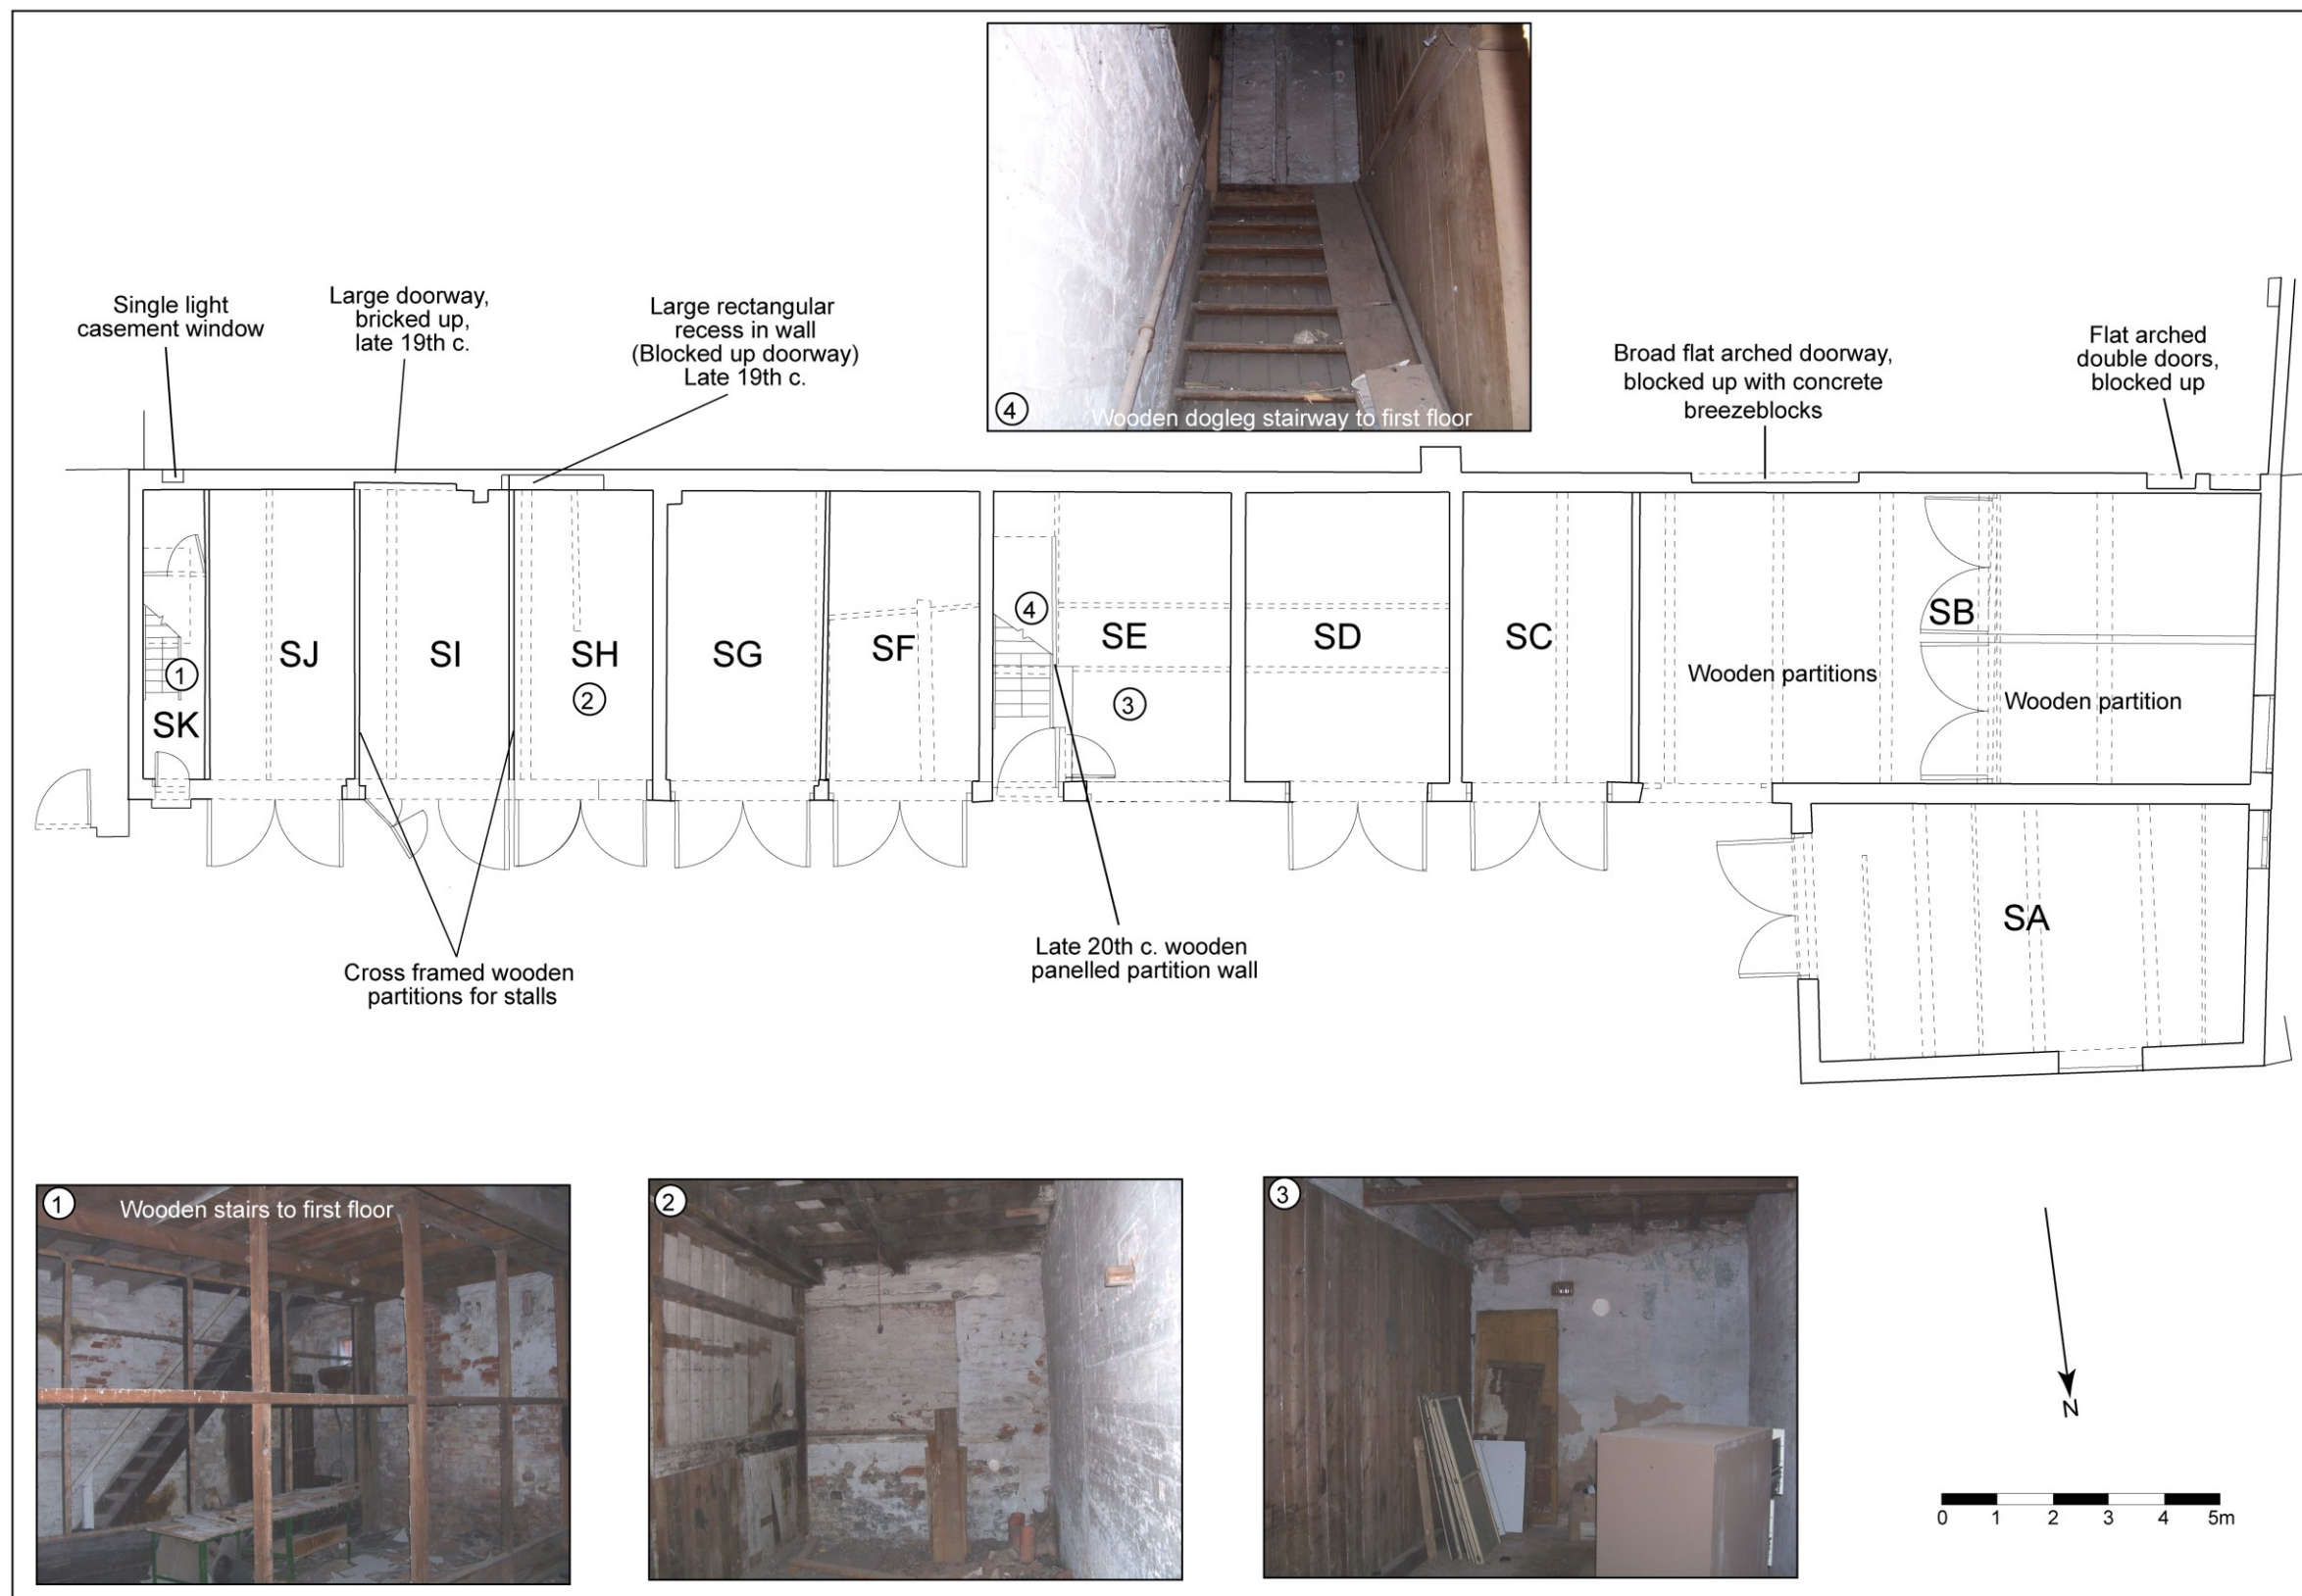 ④
Wooden dogleg stairway to first floor
Single light
casement window
Large doorway,
bricked up,
late 19th c.
Large rectangular
recess in wall
(Blocked up doorway)
Late 19th c.
Broad flat arched doorway,
blocked up with concrete
breezeblocks
Flat arched
double doors,
blocked up
SK
①
SJ
SI
SH
②
SG
SF
④
SE
③
SD
SC
Wooden partitions
SB
Wooden partition
SA
Cross framed wooden
partitions for stalls
Late 20th c. wooden
panelled partition wall
①
Wooden stairs to first floor
②
③
N
0 1 2 3 4 5m